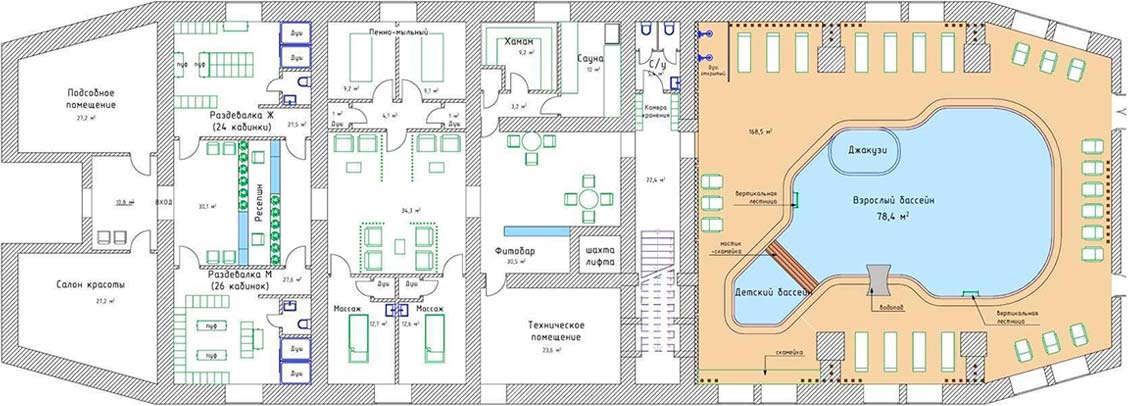 Подсобное
помещение
27,2 м²
10,8 м²
ВХОД
Салон красоты
27,2 м²
Душ
пуф
пуф
Раздевалка Ж
(24 кабинки)
27,5 м²
30,1 м²
Ресепшн
Раздевалка М
(26 кабинок)
27,6 м²
пуф
пуф
Душ
Пенно-мыльный
9,2 м²
9,1 м²
1 м²
Душ
4,1 м²
1 м²
Душ
34,3 м²
Душ
Душ
Массаж
12,7 м²
12,6 м²
Массаж
Хамам
9,2 м²
Сауна
10 м²
3,2 м²
Фитобар
30,5 м²
шахта
лифта
Техническое
помещение
23,6 м²
С/у
5,4 м²
Камера
хранения
22,4 м²
Душ
открытый
168,5 м²
Джакузи
вертикальная
лестница
Взрослый бассейн
78,4 м²
мостик
-скамейка
Детский бассейн
водопад
вертикальная
лестница
скамейка